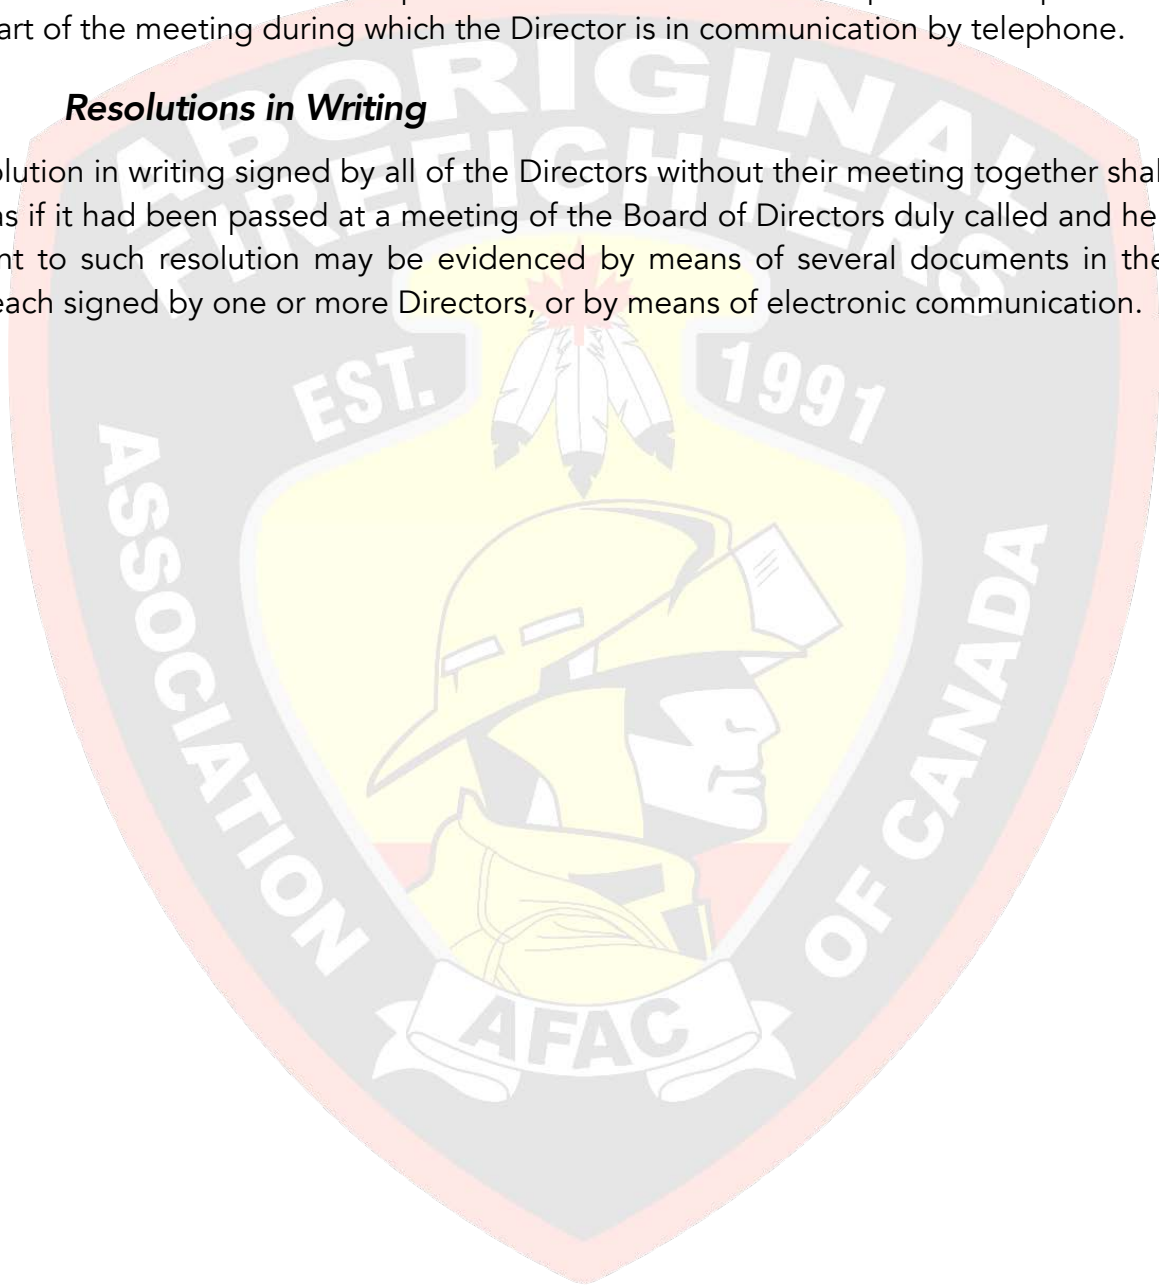 art of the meeting during which the Director is in communication by telephone.
Resolutions in Writing
olution in writing signed by all of the Directors without their meeting together shal
as if it had been passed at a meeting of the Board of Directors duly called and he
nt to such resolution may be evidenced by means of several documents in the
each signed by one or more Directors, or by means of electronic communication.
ABORIGINAL
FIREFIGHTERS
EST. 1991
ASSOCIATION
OF CANADA
AFAC